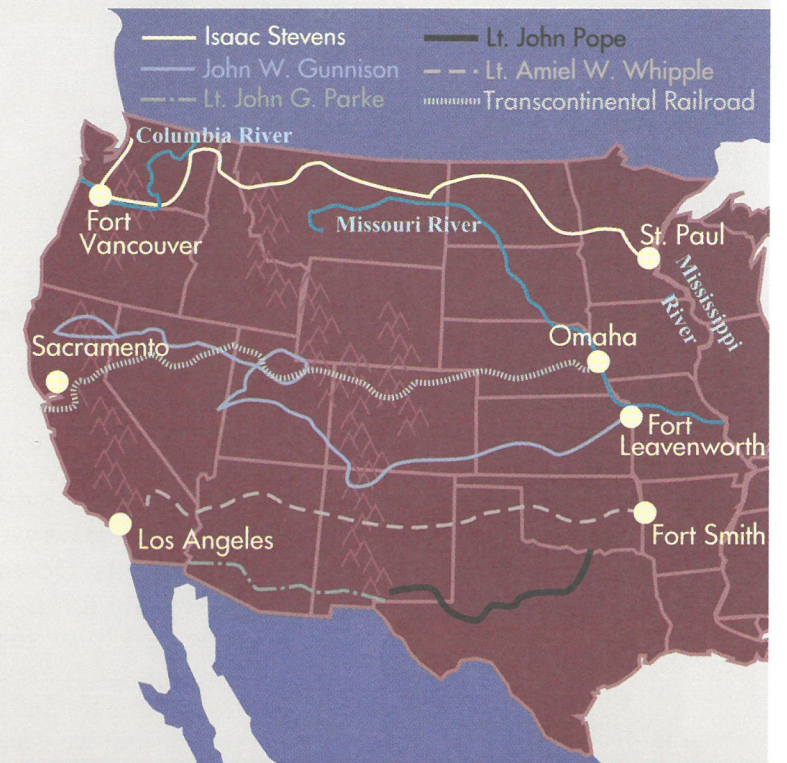 Isaac Stevens
John W. Gunnison
Lt. John G. Parke
Lt. John Pope
Lt. Amiel W. Whipple
Transcontinental Railroad
Columbia River
Fort
Vancouver
Missouri River
St. Paul
Mississippi
River
Sacramento
Omaha
Fort
Leavenworth
Los Angeles
Fort Smith